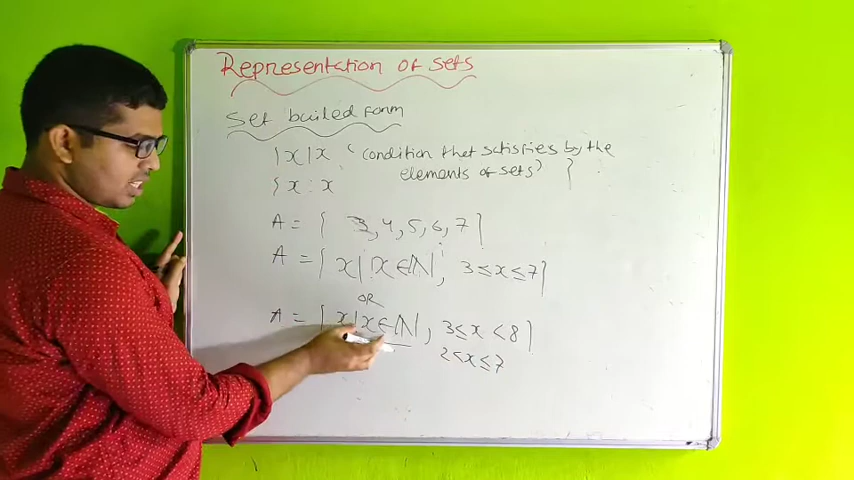 Representation of sets
Set builed form
{x|x (condition that satisfies by the
{x : x elements of sets) }
A = { 3, 4, 5, 6, 7}
A = { x| x ∈ N, 3 ≤ x ≤ 7}
OR
A = { x|x ∈ N, 3 ≤ x < 8}
2 < x ≤ 7